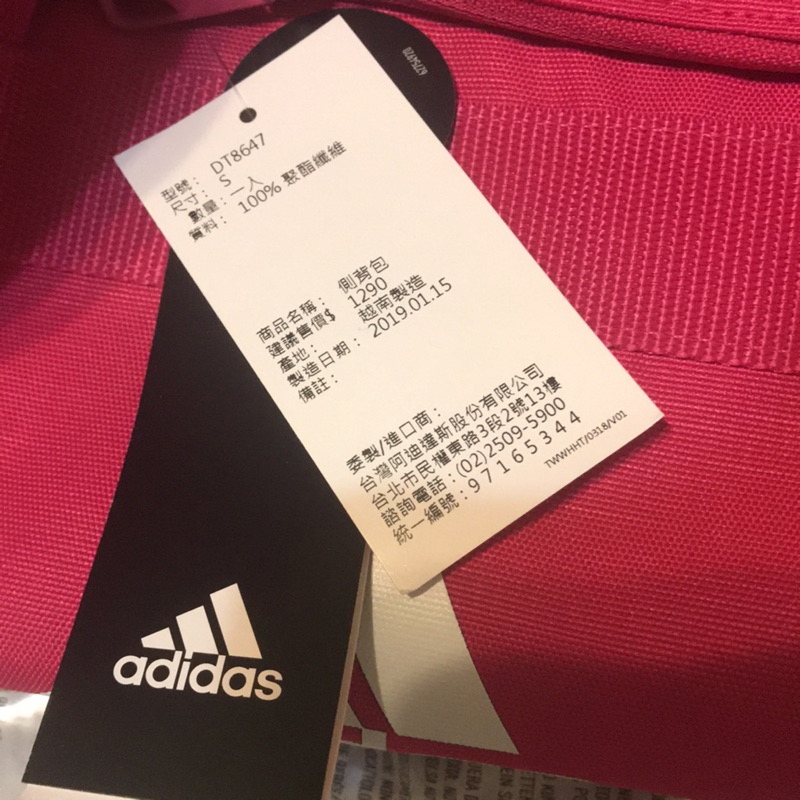 62756920
型號: DT8647
尺寸: S
數量: 一入
質料: 100% 聚酯纖維
商品名稱: 側背包
建議售價$ 1290
產地: 越南製造
製造日期: 2019.01.15
備註:
委製/進口商:
台灣阿迪達斯股份有限公司
台北市民權東路3段2號13樓
諮詢電話:(02)2509-5900
統一編號:97165344
TWWHHT/0318/V01
adidas